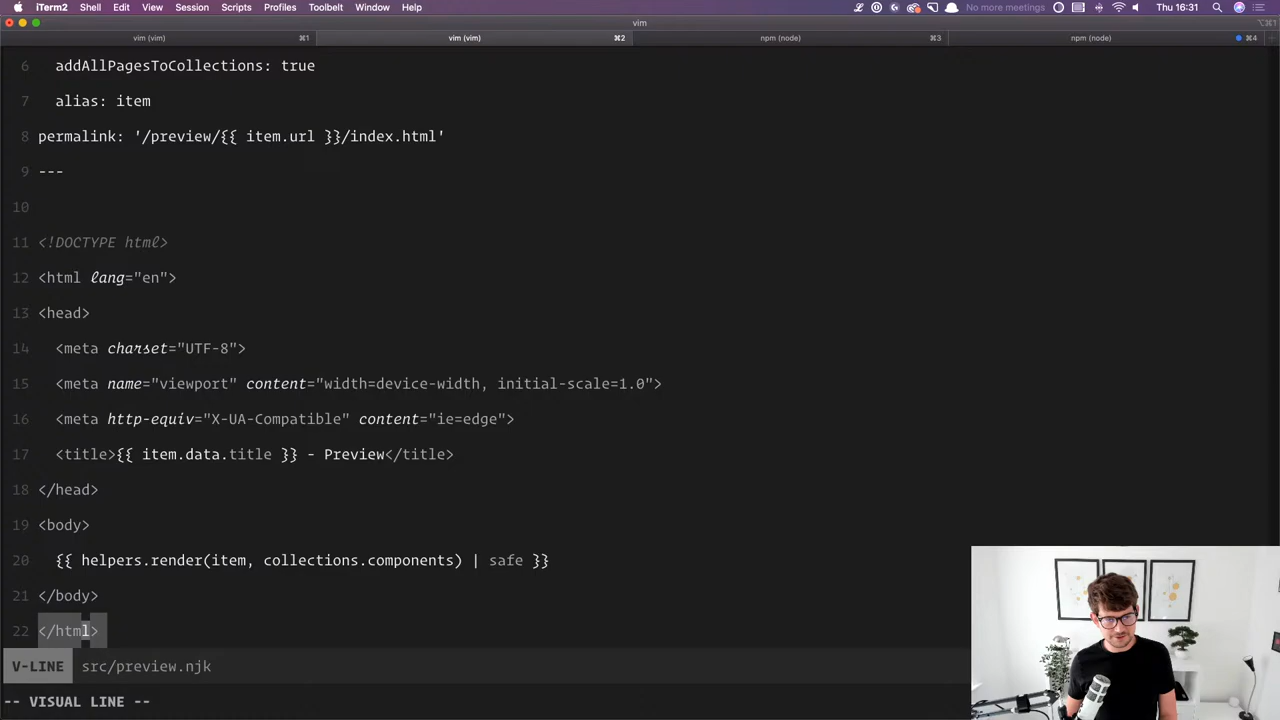 iTerm2 Shell Edit View Session Scripts Profiles Toolbelt Window Help No more meetings Thu 16:31
vim ⌥⌘1
vim (vim) ⌘1 vim (vim) ⌘2 npm (node) ⌘3 npm (node) ⌘4
6 addAllPagesToCollections: true
7 alias: item
8 permalink: '/preview/{{ item.url }}/index.html'
9 ---
10
11 <!DOCTYPE html>
12 <html lang="en">
13 <head>
14 <meta charset="UTF-8">
15 <meta name="viewport" content="width=device-width, initial-scale=1.0">
16 <meta http-equiv="X-UA-Compatible" content="ie=edge">
17 <title>{{ item.data.title }} - Preview</title>
18 </head>
19 <body>
20 {{ helpers.render(item, collections.components) | safe }}
21 </body>
22 </html>
V-LINE src/preview.njk
-- VISUAL LINE --